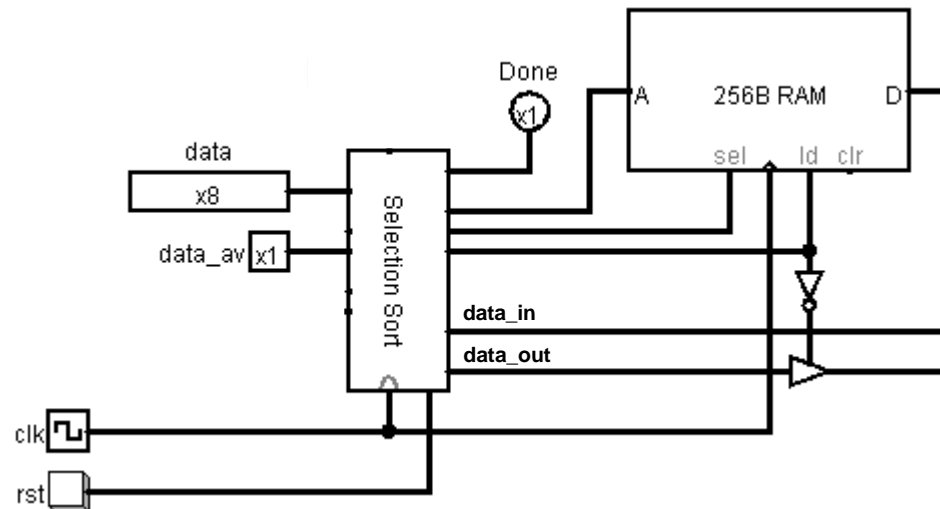 Done
x1
A
256B RAM
D
sel
ld
clr
data
x8
data_av
x1
Selection Sort
data_in
data_out
clk
rst